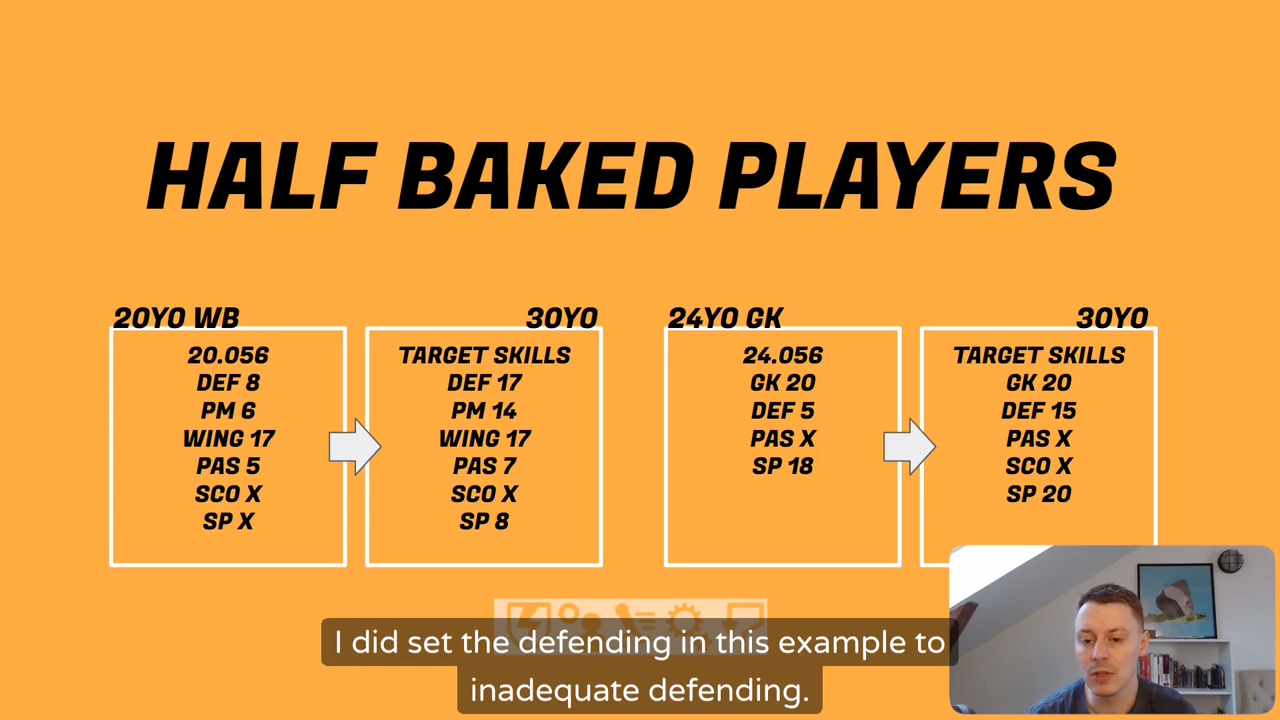 HALF BAKED PLAYERS
20YO WB
20.056
DEF 8
PM 6
WING 17
PAS 5
SCO X
SP X
30YO
TARGET SKILLS
DEF 17
PM 14
WING 17
PAS 7
SCO X
SP 8
24YO GK
24.056
GK 20
DEF 5
PAS X
SP 18
30YO
TARGET SKILLS
GK 20
DEF 15
PAS X
SCO X
SP 20
I did set the defending in this example to
inadequate defending.